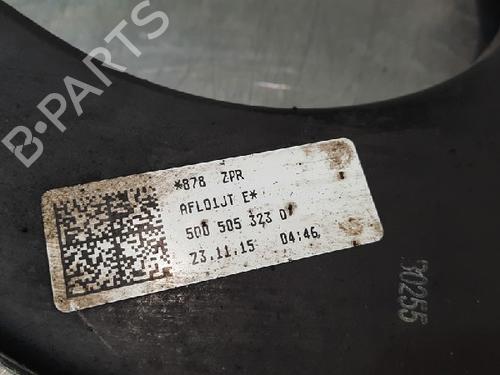 B-PARTS
*878 ZPR
AFL01JT E*
5Q0 505 323 D
23.11.15 04:46
30255